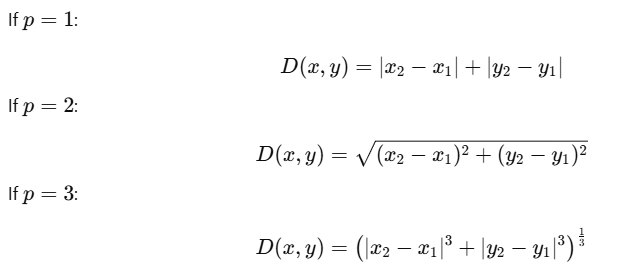 If p = 1:
D(x, y) = |x₂ − x₁| + |y₂ − y₁|
If p = 2:
D(x, y) = √((x₂ − x₁)² + (y₂ − y₁)²)
If p = 3:
D(x, y) = (|x₂ − x₁|³ + |y₂ − y₁|³)^(1/3)